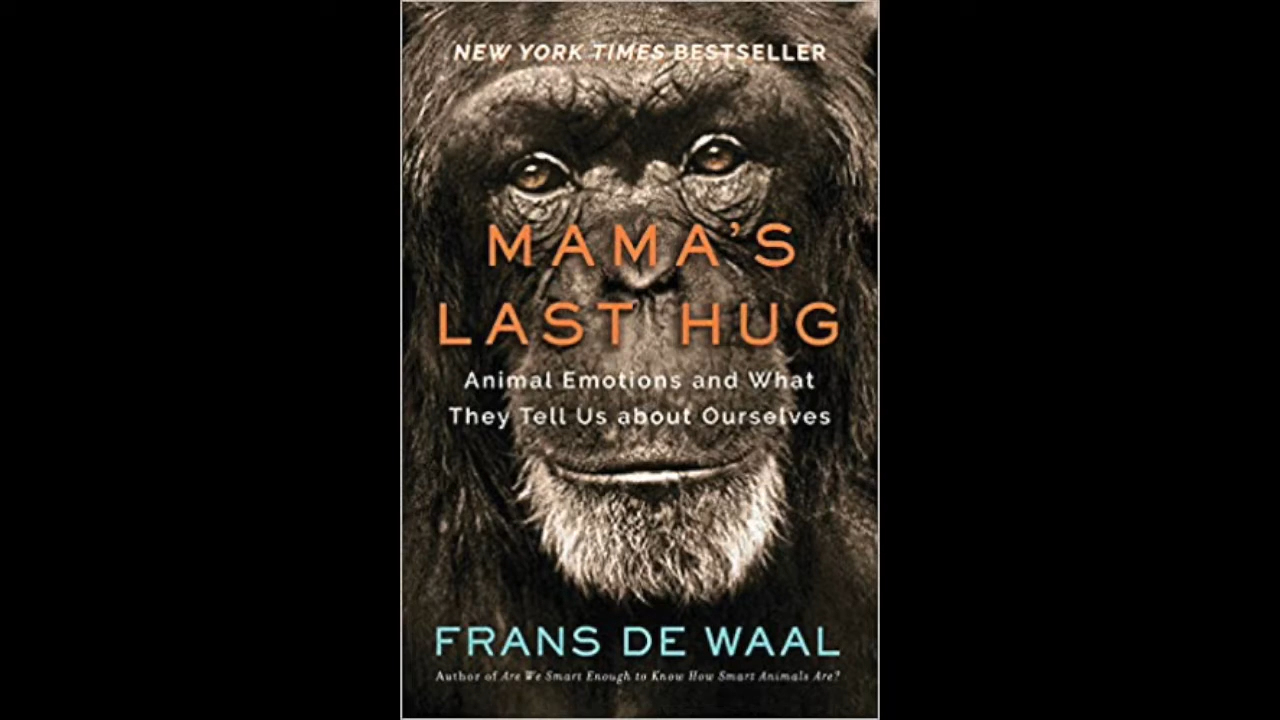 NEW YORK TIMES BESTSELLER
MAMA'S
LAST HUG
Animal Emotions and What
They Tell Us about Ourselves
FRANS DE WAAL
Author of Are We Smart Enough to Know How Smart Animals Are?